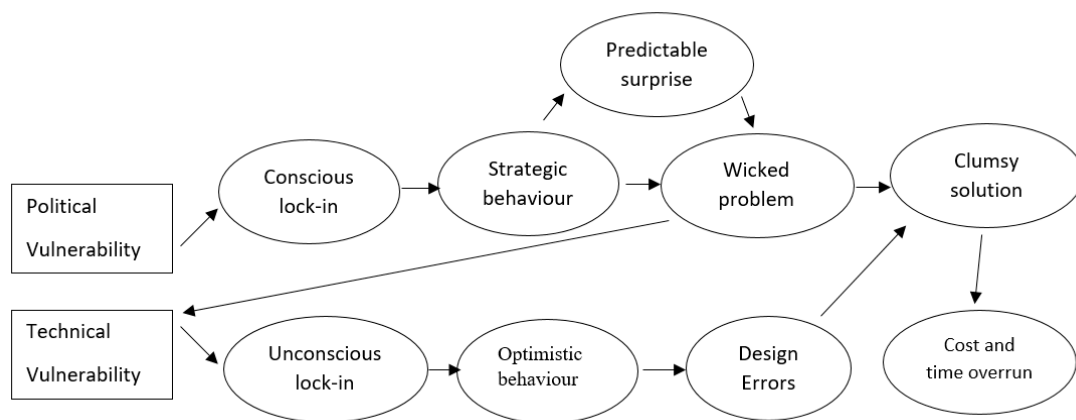 Predictable
surprise
Conscious
lock-in
Strategic
behaviour
Wicked
problem
Clumsy
solution
Political
Vulnerability
Technical
Vulnerability
Unconscious
lock-in
Optimistic
behaviour
Design
Errors
Cost and
time overrun